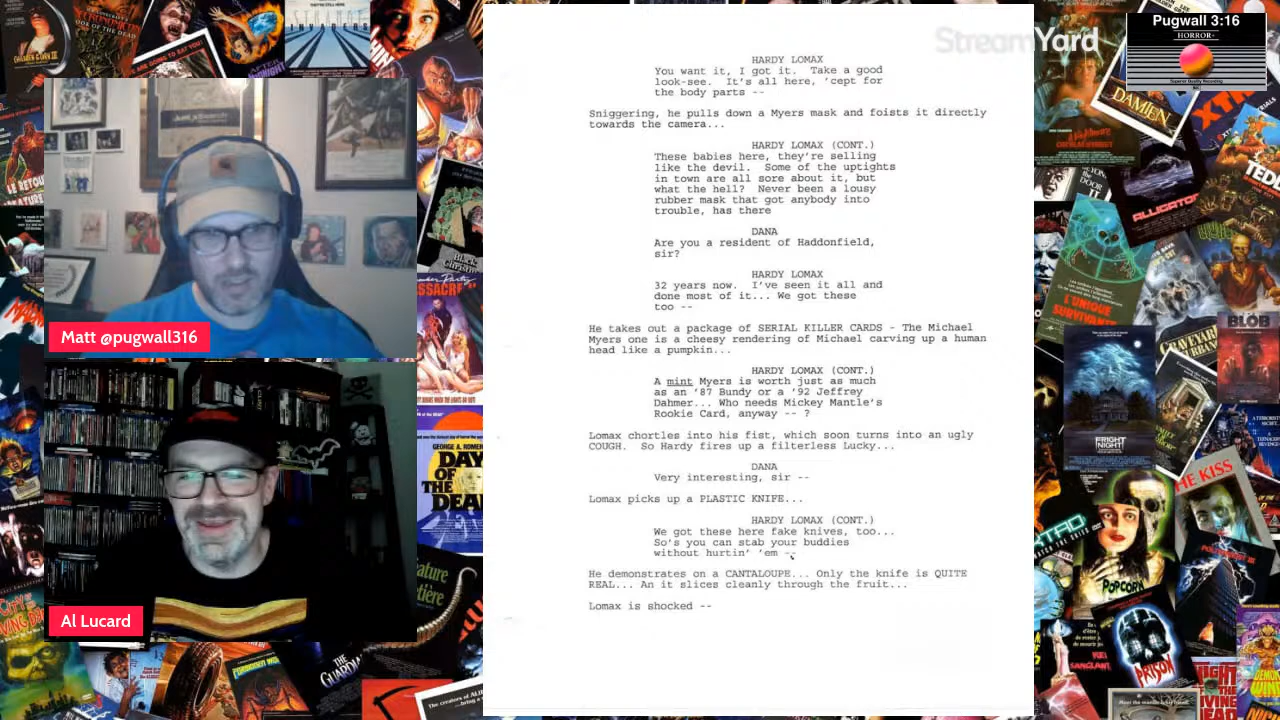 Pugwall 3:16
HORROR
Superior Quality Recording
StreamYard
HARDY LOMAX
You want it, I got it. Take a good
look-see. It's all here, 'cept for
the body parts --
Sniggering, he pulls down a Myers mask and foists it directly
towards the camera...
HARDY LOMAX (CONT.)
These babies here, they're selling
like the devil. Some of the uptights
in town are all sore about it, but
what the hell? Never been a lousy
rubber mask that got anybody into
trouble, has there
DANA
Are you a resident of Haddonfield,
sir?
HARDY LOMAX
32 years now. I've seen it all and
done most of it... We got these
too --
He takes out a package of SERIAL KILLER CARDS - The Michael
Myers one is a cheesy rendering of Michael carving up a human
head like a pumpkin...
HARDY LOMAX (CONT.)
A mint Myers is worth just as much
as an '87 Bundy or a '92 Jeffrey
Dahmer... Who needs Mickey Mantle's
Rookie Card, anyway -- ?
Lomax chortles into his fist, which soon turns into an ugly
COUGH. So Hardy fires up a filterless Lucky...
DANA
Very interesting, sir --
Lomax picks up a PLASTIC KNIFE...
HARDY LOMAX (CONT.)
We got these here fake knives, too...
So's you can stab your buddies
without hurtin' 'em --
He demonstrates on a CANTALOUPE... Only the knife is QUITE
REAL... An it slices cleanly through the fruit...
Lomax is shocked --
Matt @pugwall316
Al Lucard
DAMIEN
ALLIGATOR
L'UNIQUE
SURVIVANTE
BLOB
FRIGHT
NIGHT
THE KISS
POPCORN
PRISON
GEORGE A. ROMERO
DAY
OF
THE
DEAD
THE
GUARDIAN
FORBIDDEN WORLD